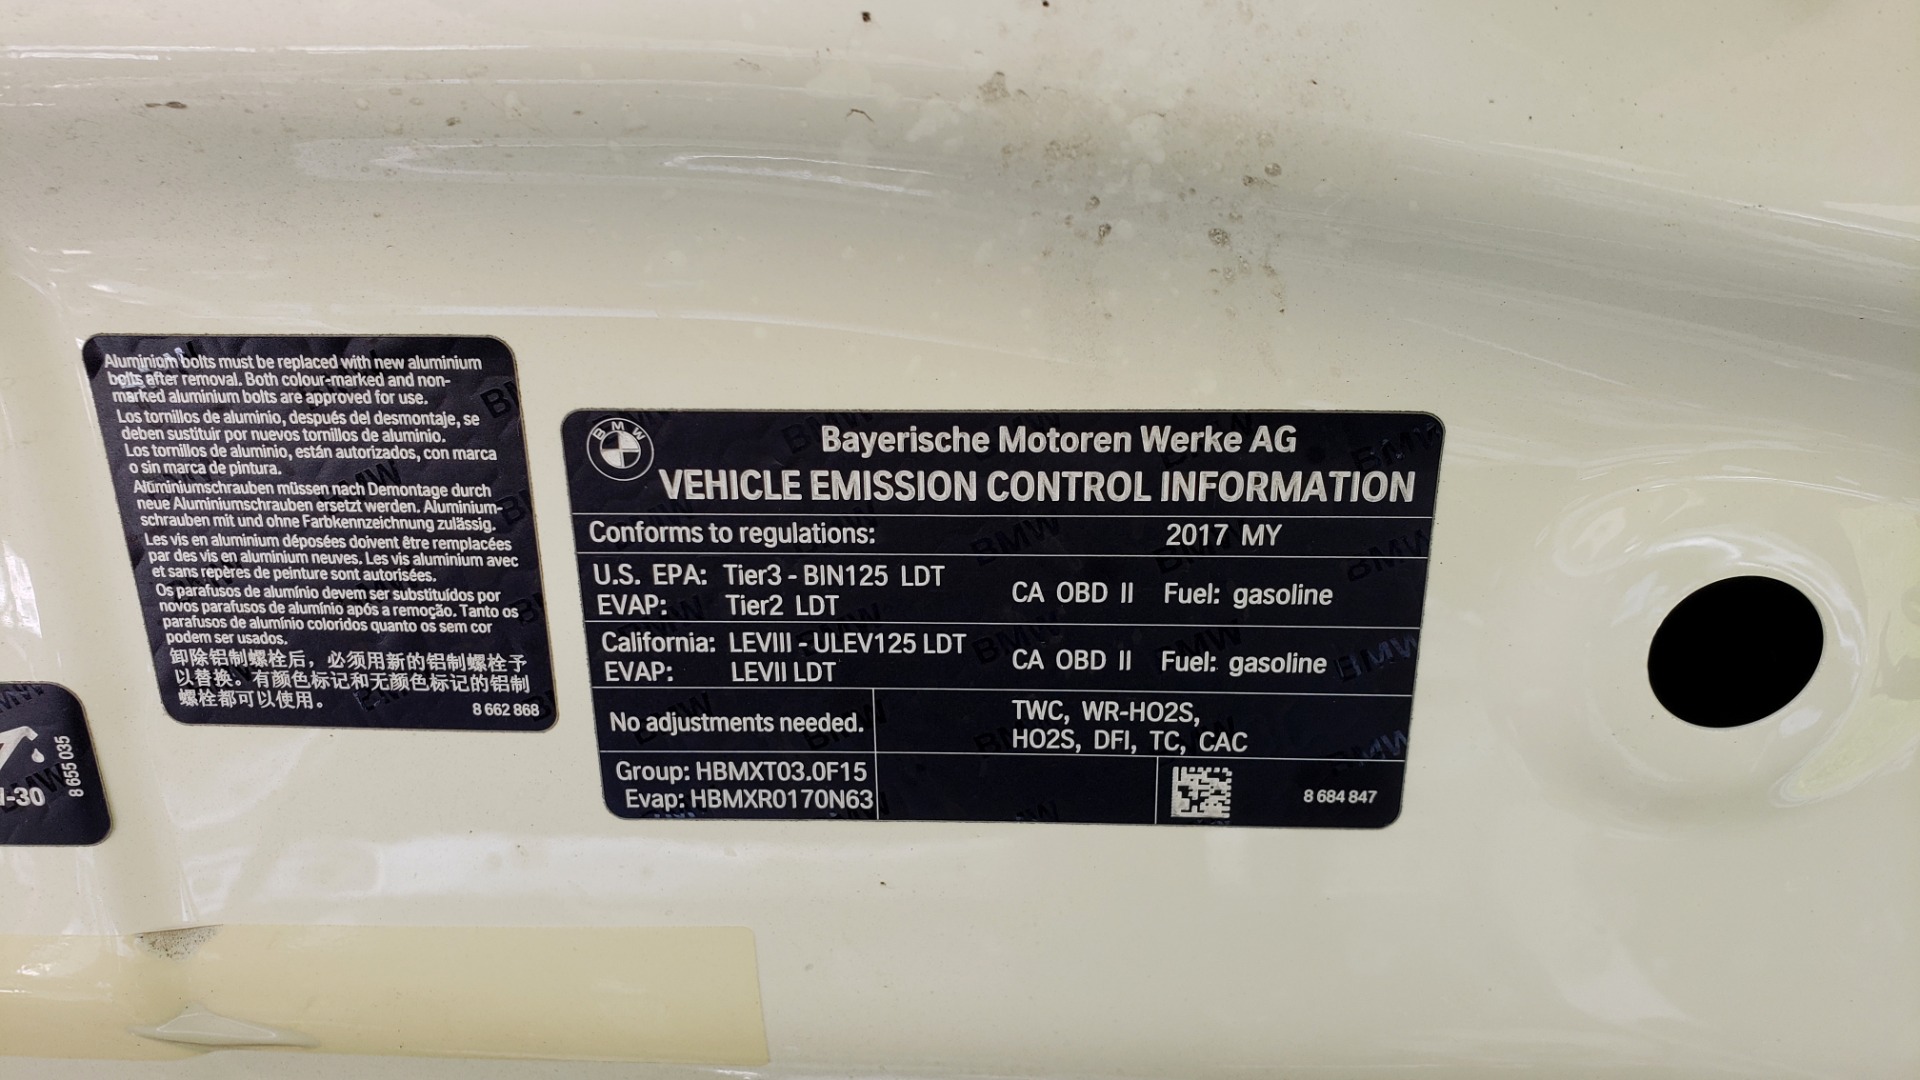 Aluminium bolts must be replaced with new aluminium
bolts after removal. Both colour-marked and non-
marked aluminium bolts are approved for use.
Los tornillos de aluminio, después del desmontaje, se
deben sustituir por nuevos tornillos de aluminio.
Los tornillos de aluminio, están autorizados, con marca
o sin marca de pintura.
Alüminiumschrauben müssen nach Demontage durch
neue Aluminiumschrauben ersetzt werden. Aluminium-
schrauben mit und ohne Farbkennzeichnung zulässig.
Les vis en aluminium déposées doivent être remplacées
par des vis en aluminium neuves. Les vis aluminium avec
et sans repères de peinture sont autorisées.
Os parafusos de alumínio devem ser substituídos por
novos parafusos de alumínio após a remoção. Tanto os
parafusos de alumínio coloridos quanto os sem cor
podem ser usados.
卸除铝制螺栓后，必须用新的铝制螺栓予
以替换。有颜色标记和无颜色标记的铝制
螺栓都可以使用。
8 662 868
8 655 035
-30
BMW
Bayerische Motoren Werke AG
VEHICLE EMISSION CONTROL INFORMATION
Conforms to regulations: 2017 MY
U.S. EPA: Tier3 - BIN125 LDT
EVAP: Tier2 LDT
CA OBD II Fuel: gasoline
California: LEVIII - ULEV125 LDT
EVAP: LEVII LDT
CA OBD II Fuel: gasoline
No adjustments needed.
TWC, WR-HO2S,
HO2S, DFI, TC, CAC
Group: HBMXT03.0F15
Evap: HBMXR0170N63
8 684 847